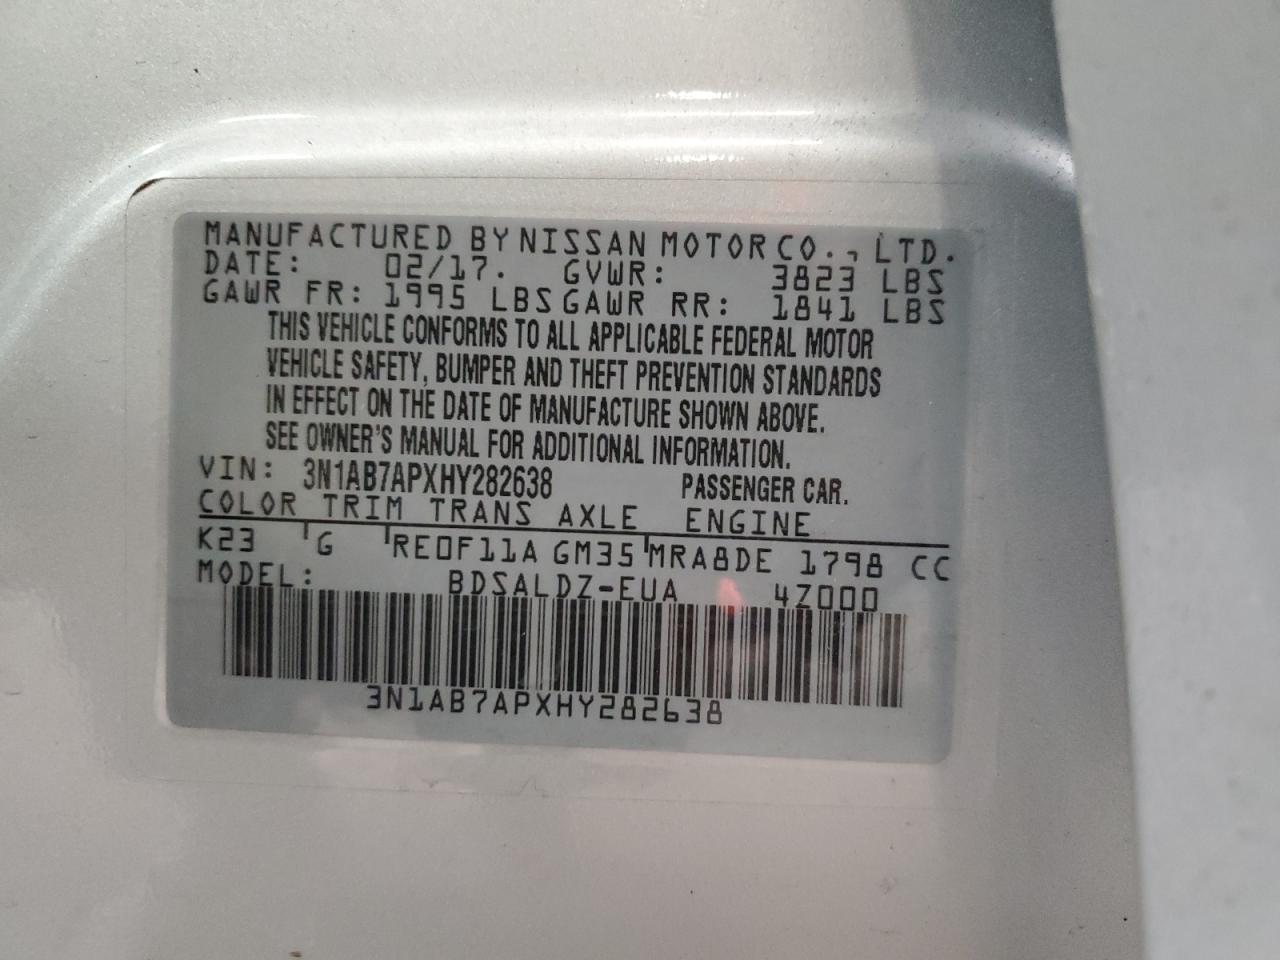 MANUFACTURED BY NISSAN MOTOR CO., LTD.
DATE: 02/17. GVWR: 3823 LBS
GAWR FR: 1995 LBS GAWR RR: 1841 LBS
THIS VEHICLE CONFORMS TO ALL APPLICABLE FEDERAL MOTOR
VEHICLE SAFETY, BUMPER AND THEFT PREVENTION STANDARDS
IN EFFECT ON THE DATE OF MANUFACTURE SHOWN ABOVE.
SEE OWNER'S MANUAL FOR ADDITIONAL INFORMATION.
VIN: 3N1AB7APXHY282638 PASSENGER CAR.
COLOR TRIM TRANS AXLE ENGINE
K23 G RE0F11A GM35 MRA8DE 1798 CC
MODEL: BDSALDZ-EUA 4Z000
3N1AB7APXHY282638